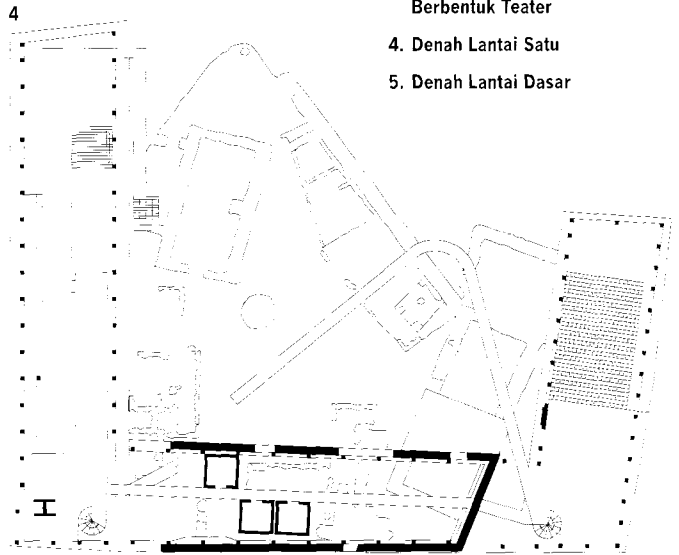 4
Berbentuk Teater
4. Denah Lantai Satu
5. Denah Lantai Dasar